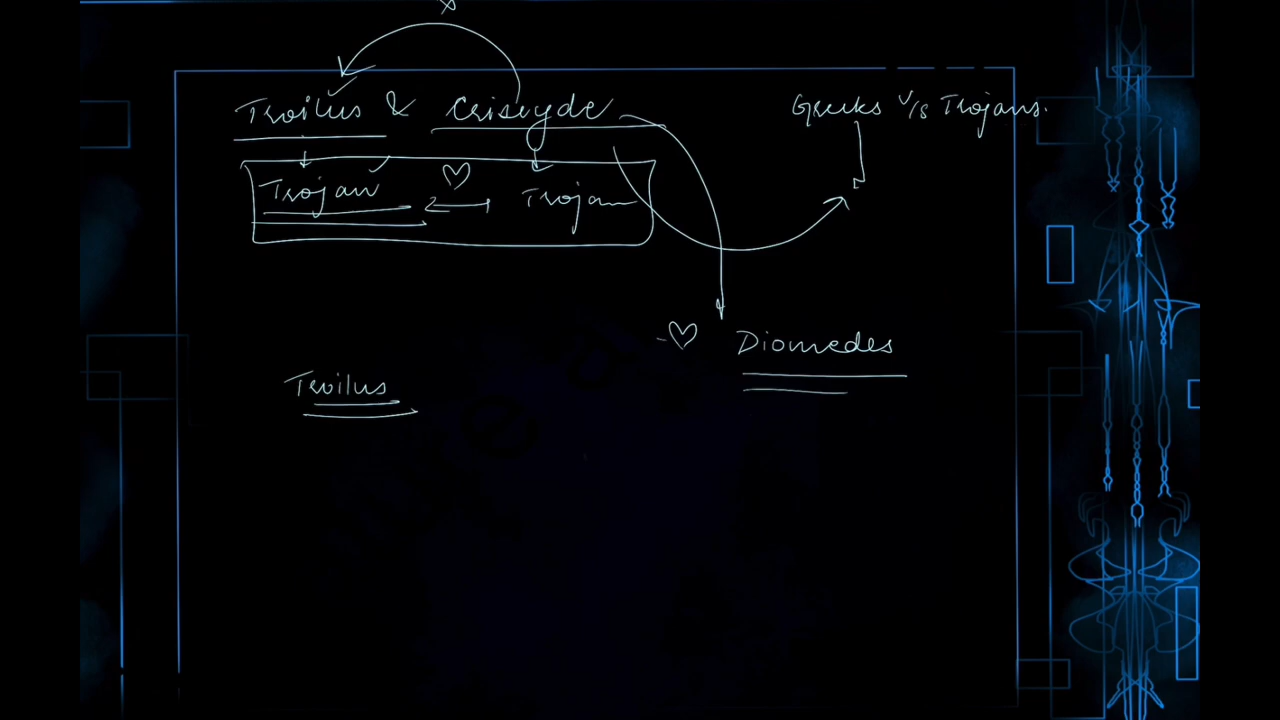 Troilus & Criseyde
Greeks v/s Trojans.
Trojan Trojan
Diomedes
Troilus